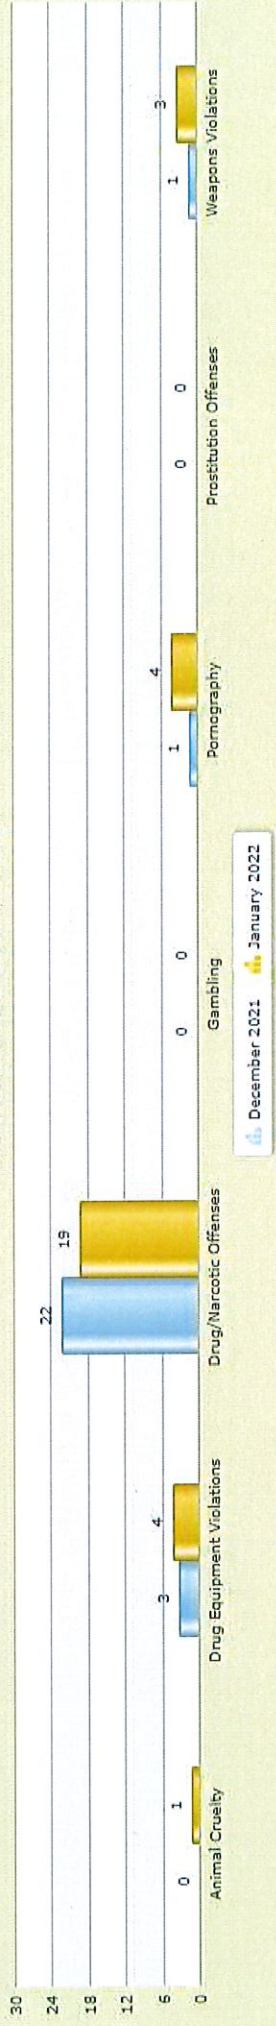 30
24
18
12
6
0
0 1
3 4
22 19
0 0
1 4
0 0
1 3
Animal Cruelty
Drug Equipment Violations
Drug/Narcotic Offenses
Gambling
Pornography
Prostitution Offenses
Weapons Violations
December 2021 January 2022